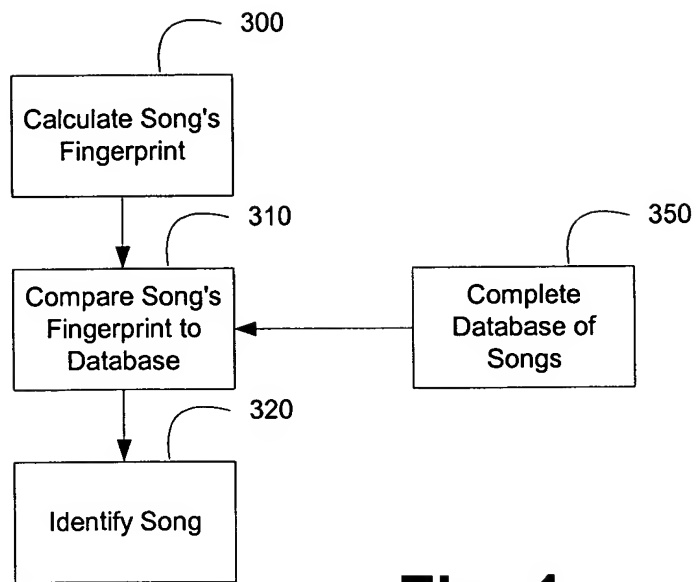 300
Calculate Song's
Fingerprint
310
Compare Song's
Fingerprint to
Database
350
Complete
Database of
Songs
320
Identify Song